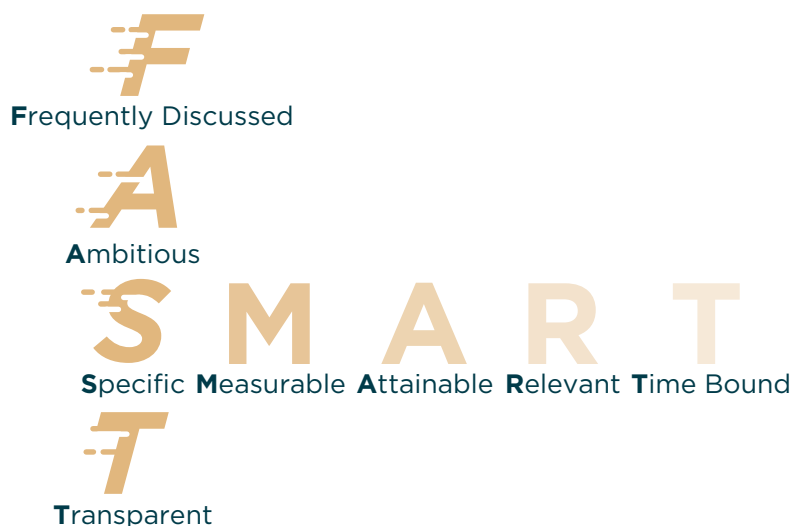 F
Frequently Discussed
A
Ambitious
S M A R T
Specific Measurable Attainable Relevant Time Bound
T
Transparent